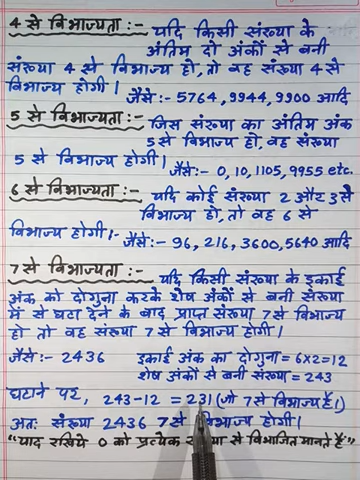 4 से विभाज्यता :- यदि किसी संख्या के
अंतिम दो अंकों से बनी
संख्या 4 से विभाज्य हो, तो वह संख्या 4 से
विभाज्य होगी।
जैसे:- 5764, 9944, 9900 आदि
5 से विभाज्यता :- जिस संख्या का अंतिम अंक
5 से विभाज्य हो, वह संख्या
5 से विभाज्य होगी।
जैसे:- 0, 10, 1105, 9955 etc.
6 से विभाज्यता :- यदि कोई संख्या 2 और 3 से
विभाज्य हो, तो वह 6 से
विभाज्य होगी।- जैसे:- 96, 216, 3600, 5640 आदि
7 से विभाज्यता :- यदि किसी संख्या के इकाई
अंक को दोगुना करके शेष अंकों से बनी संख्या
में से घटा देने के बाद प्राप्त संख्या 7 से विभाज्य
हो तो वह संख्या 7 से विभाज्य होगी।
जैसे:- 2436 इकाई अंक का दोगुना = 6x2=12
शेष अंकों से बनी संख्या = 243
घटाने पर, 243-12 = 231 (जो 7 से विभाज्य है।)
अतः संख्या 2436 7 से विभाज्य होगी।
"याद रखिये 0 को प्रत्येक संख्या से विभाजित मानते हैं"